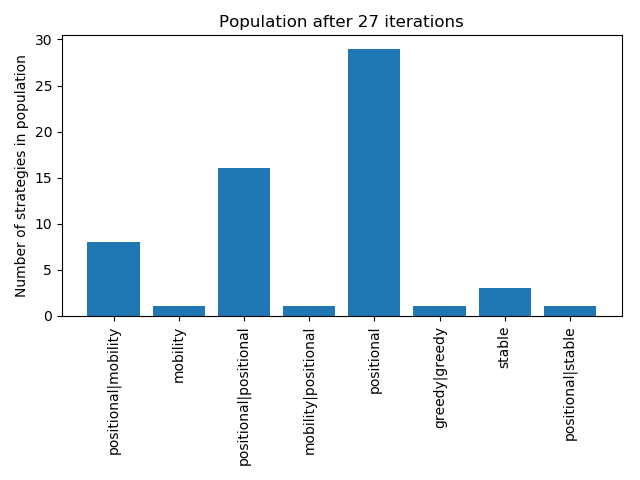 Population after 27 iterations
Number of strategies in population
30
25
20
15
10
5
0
positional|mobility
mobility
positional|positional
mobility|positional
positional
greedy|greedy
stable
positional|stable